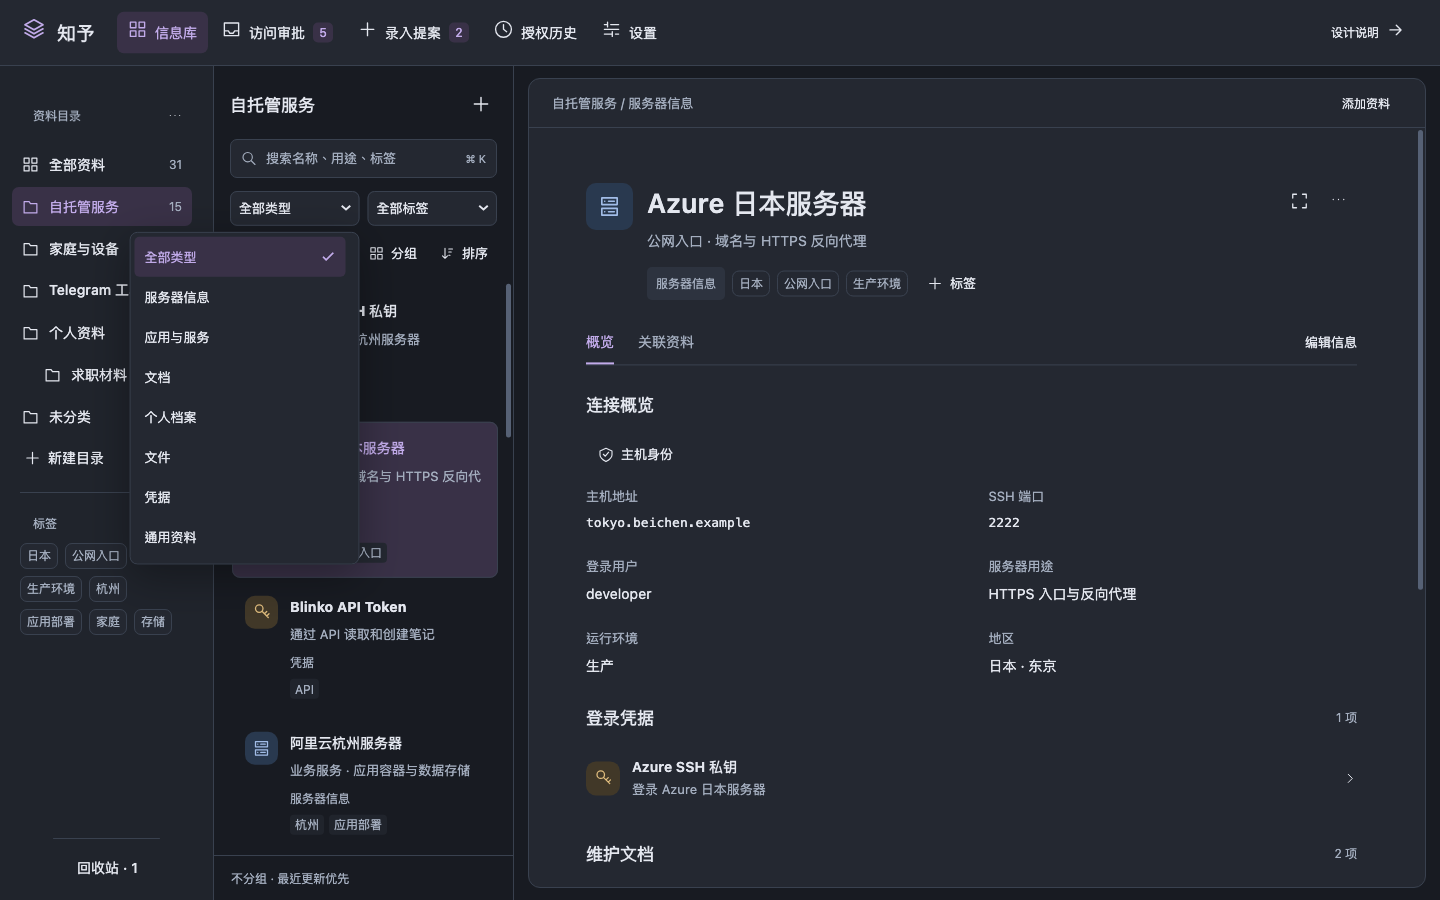 知予
信息库
访问审批 5
录入提案 2
授权历史
设置
设计说明
资料目录
全部资料 31
自托管服务 15
家庭与设备
Telegram 工
个人资料
求职材料
未分类
新建目录
标签
日本 公网入口
生产环境 杭州
应用部署 家庭 存储
回收站 · 1
自托管服务
搜索名称、用途、标签 ⌘ K
全部类型 全部标签
分组 排序
全部类型
服务器信息
应用与服务
文档
个人档案
文件
凭据
通用资料
私钥
杭州服务器
服务器
域名与 HTTPS 反向代
入口
Blinko API Token
通过 API 读取和创建笔记
凭据
API
阿里云杭州服务器
业务服务 · 应用容器与数据存储
服务器信息
杭州 应用部署
不分组 · 最近更新优先
自托管服务 / 服务器信息
添加资料
Azure 日本服务器
公网入口 · 域名与 HTTPS 反向代理
服务器信息 日本 公网入口 生产环境 标签
概览 关联资料
编辑信息
连接概览
主机身份
主机地址
tokyo.beichen.example
SSH 端口
2222
登录用户
developer
服务器用途
HTTPS 入口与反向代理
运行环境
生产
地区
日本 · 东京
登录凭据 1 项
Azure SSH 私钥
登录 Azure 日本服务器
维护文档 2 项